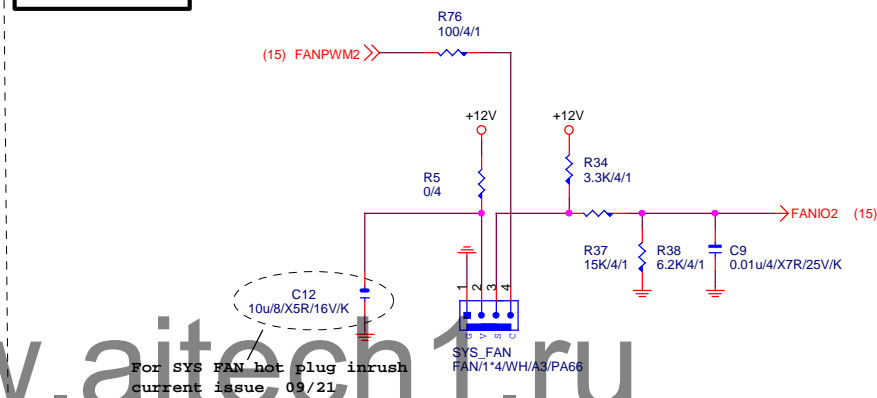 R76
100/4/1
(15) FANPWM2
+12V
+12V
R5
0/4
R34
3.3K/4/1
FANIO2 (15)
R37
15K/4/1
R38
6.2K/4/1
C9
0.01u/4/X7R/25V/K
C12
10u/8/X5R/16V/K
1
2
3
4
G
V
S
C
SYS_FAN
FAN/1*4/WH/A3/PA66
For SYS FAN hot plug inrush
current issue 09/21
w.aitech1.ru